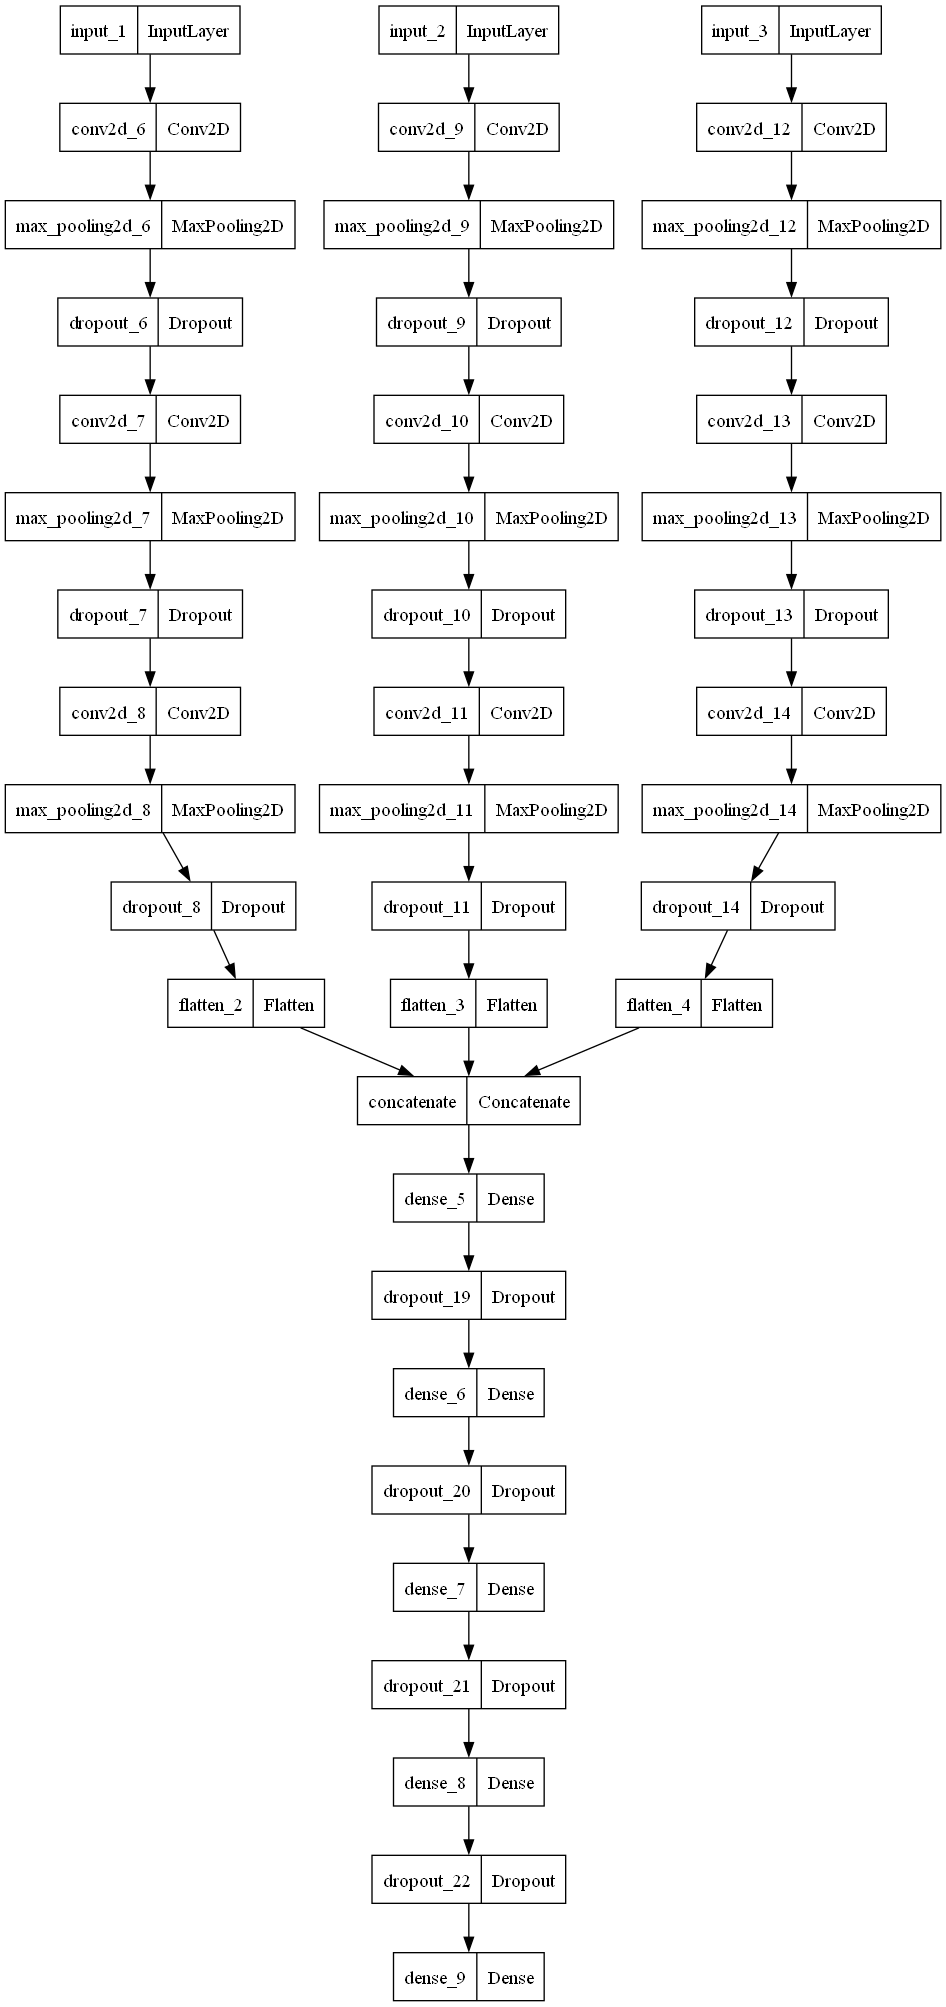 input_1 InputLayer input_2 InputLayer input_3 InputLayer
conv2d_6 Conv2D conv2d_9 Conv2D conv2d_12 Conv2D
max_pooling2d_6 MaxPooling2D max_pooling2d_9 MaxPooling2D max_pooling2d_12 MaxPooling2D
dropout_6 Dropout dropout_9 Dropout dropout_12 Dropout
conv2d_7 Conv2D conv2d_10 Conv2D conv2d_13 Conv2D
max_pooling2d_7 MaxPooling2D max_pooling2d_10 MaxPooling2D max_pooling2d_13 MaxPooling2D
dropout_7 Dropout dropout_10 Dropout dropout_13 Dropout
conv2d_8 Conv2D conv2d_11 Conv2D conv2d_14 Conv2D
max_pooling2d_8 MaxPooling2D max_pooling2d_11 MaxPooling2D max_pooling2d_14 MaxPooling2D
dropout_8 Dropout dropout_11 Dropout dropout_14 Dropout
flatten_2 Flatten flatten_3 Flatten flatten_4 Flatten
concatenate Concatenate
dense_5 Dense
dropout_19 Dropout
dense_6 Dense
dropout_20 Dropout
dense_7 Dense
dropout_21 Dropout
dense_8 Dense
dropout_22 Dropout
dense_9 Dense